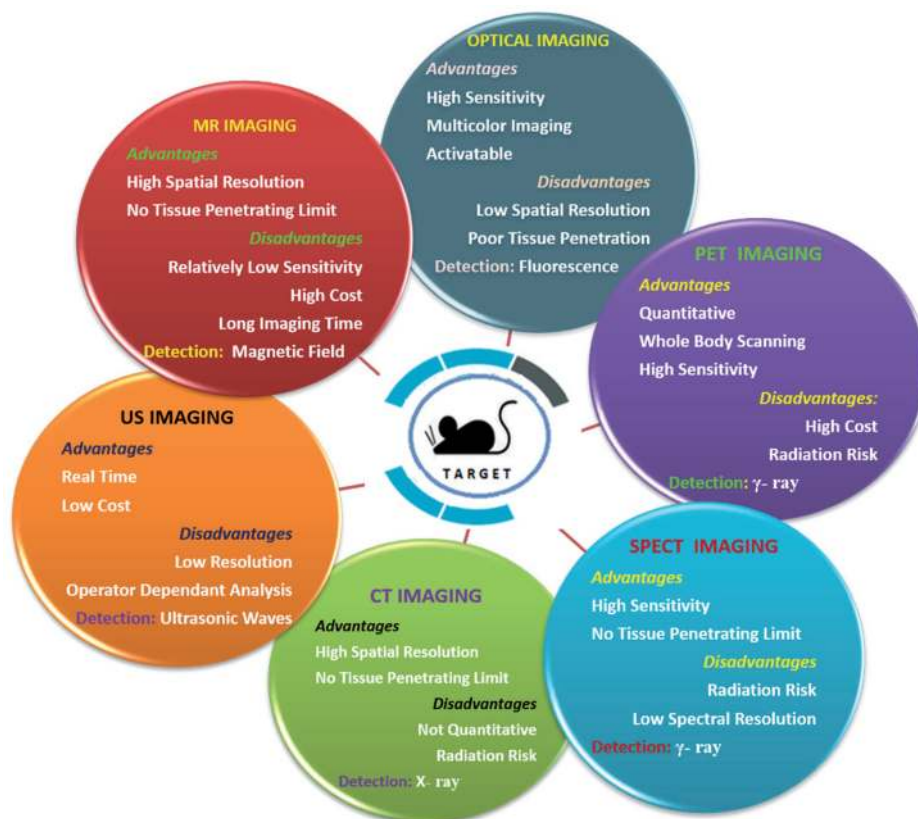 OPTICAL IMAGING
Advantages
High Sensitivity
Multicolor Imaging
Activatable
Disadvantages
Low Spatial Resolution
Poor Tissue Penetration
Detection: Fluorescence
MR IMAGING
Advantages
High Spatial Resolution
No Tissue Penetrating Limit
Disadvantages
Relatively Low Sensitivity
High Cost
Long Imaging Time
Detection: Magnetic Field
PET IMAGING
Advantages
Quantitative
Whole Body Scanning
High Sensitivity
Disadvantages:
High Cost
Radiation Risk
Detection: γ- ray
US IMAGING
Advantages
Real Time
Low Cost
Disadvantages
Low Resolution
Operator Dependant Analysis
Detection: Ultrasonic Waves
TARGET
SPECT IMAGING
Advantages
High Sensitivity
No Tissue Penetrating Limit
Disadvantages
Radiation Risk
Low Spectral Resolution
Detection: γ- ray
CT IMAGING
Advantages
High Spatial Resolution
No Tissue Penetrating Limit
Disadvantages
Not Quantitative
Radiation Risk
Detection: X- ray